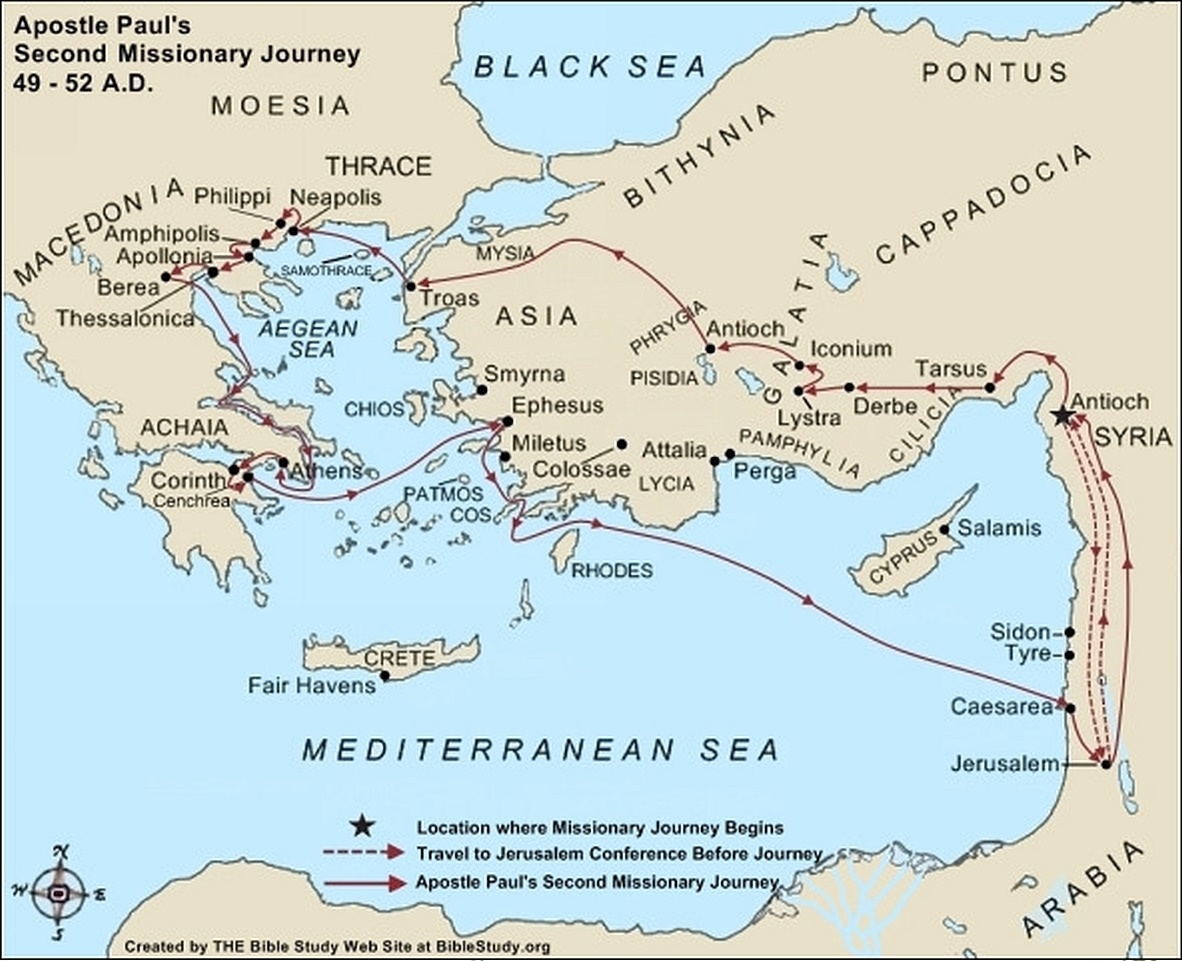 Apostle Paul's
Second Missionary Journey
49 - 52 A.D.
BLACK SEA
PONTUS
MOESIA
THRACE
BITHYNIA
CAPPADOCIA
MACEDONIA
Philippi
Neapolis
Amphipolis
Apollonia
SAMOTHRACE
MYSIA
Berea
Troas
Thessalonica
AEGEAN
SEA
ASIA
PHRYGIA
Antioch
GALATIA
Iconium
PISIDIA
Tarsus
Smyrna
CHIOS
Ephesus
Lystra
Derbe
CILICIA
Antioch
SYRIA
ACHAIA
Miletus
Colossae
Attalia
PAMPHYLIA
Perga
LYCIA
Athens
Corinth
Cenchrea
PATMOS
COS
Salamis
CYPRUS
RHODES
Sidon
Tyre
CRETE
Fair Havens
Caesarea
MEDITERRANEAN SEA
Jerusalem
Location where Missionary Journey Begins
Travel to Jerusalem Conference Before Journey
Apostle Paul's Second Missionary Journey
ARABIA
N
W
E
S
Created by THE Bible Study Web Site at BibleStudy.org